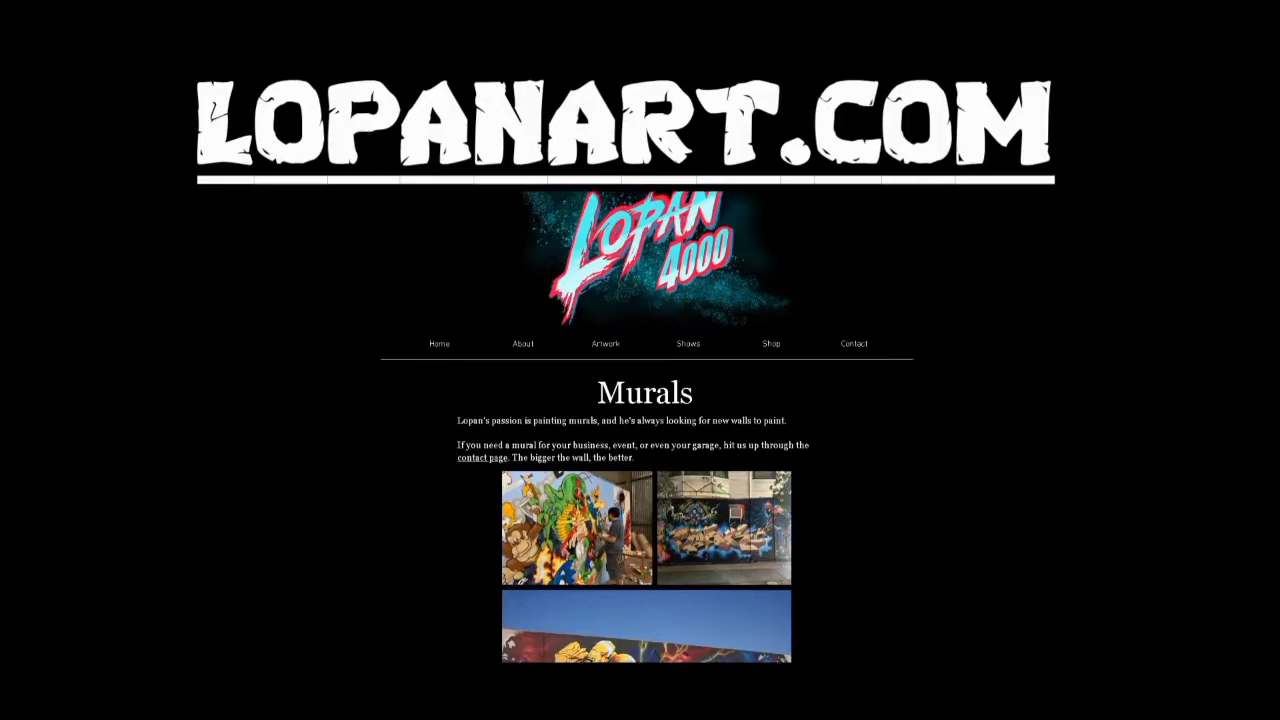 LOPANART.COM
LOPAN
4000
Home About Artwork Shows Shop Contact
Murals
Lopan's passion is painting murals, and he's always looking for new walls to paint.
If you need a mural for your business, event, or even your garage, hit us up through the
contact page. The bigger the wall, the better.